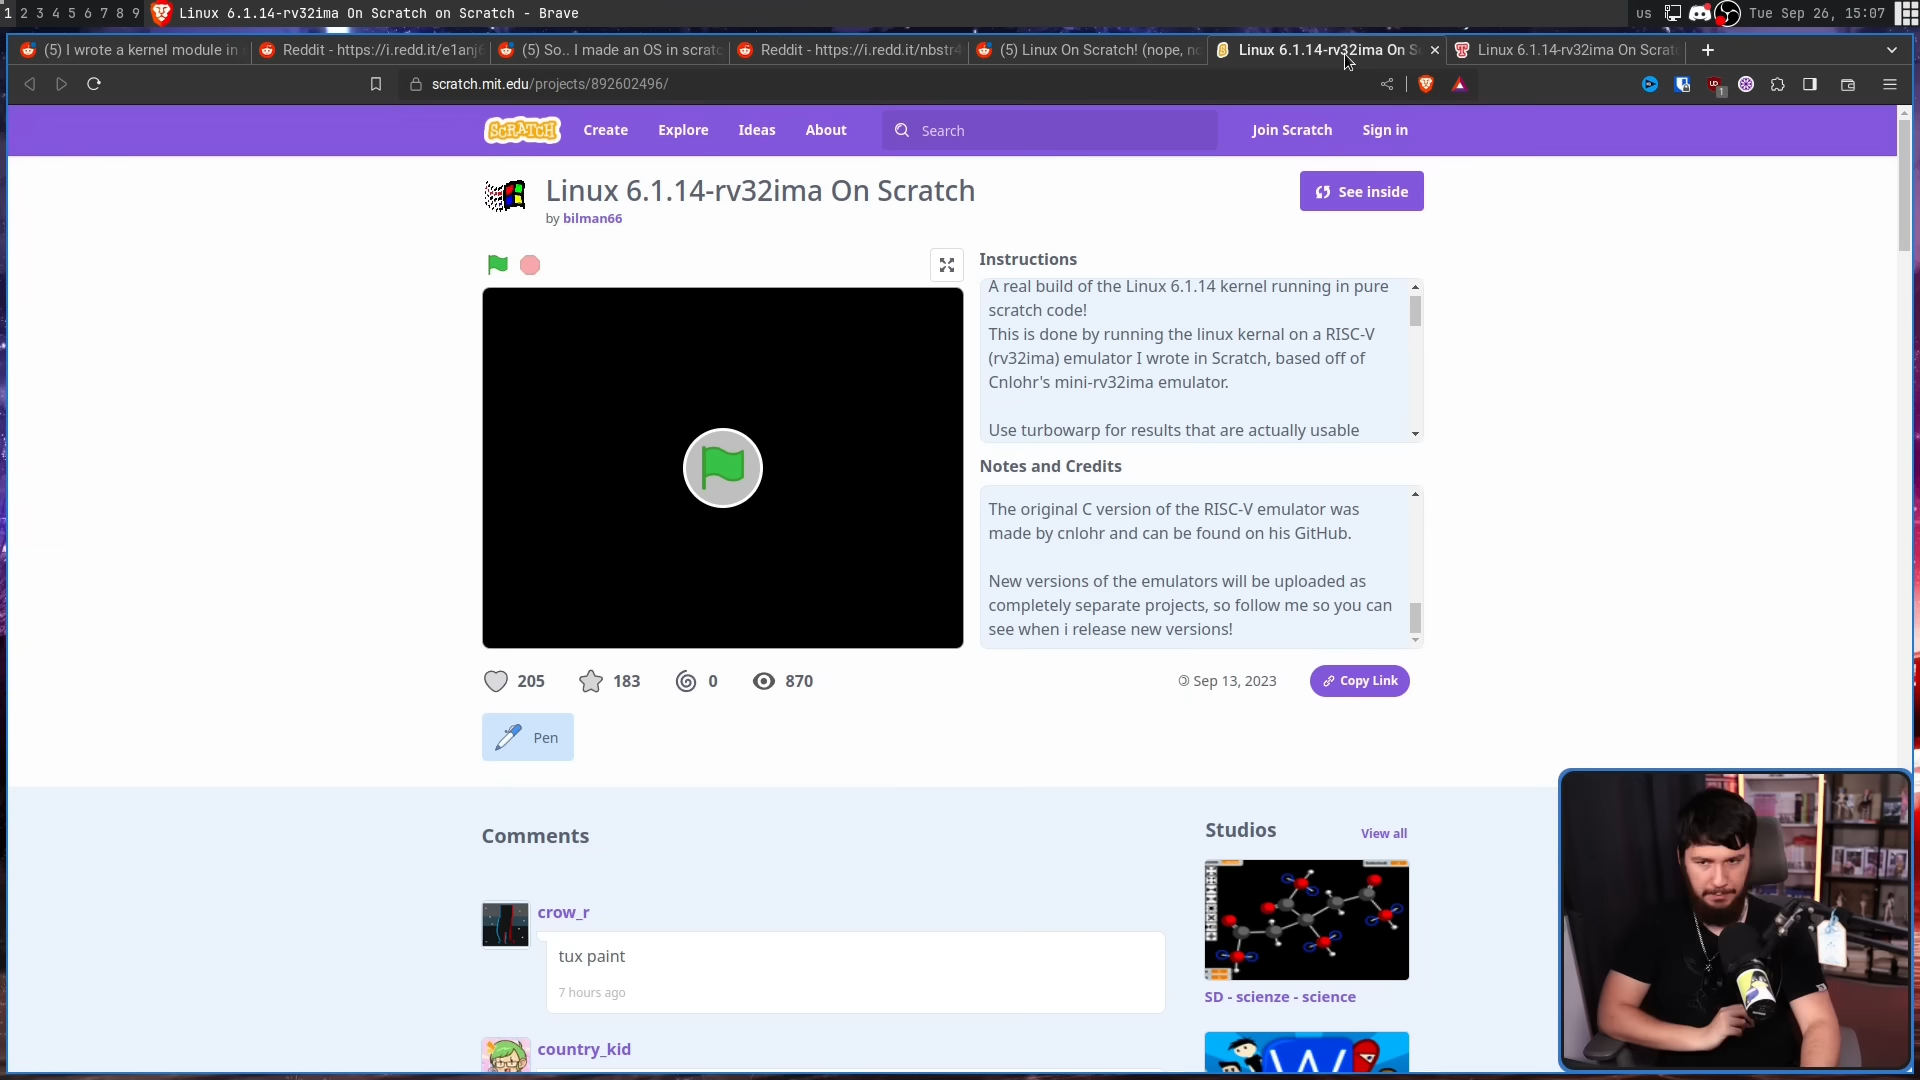 1 2 3 4 5 6 7 8 9 Linux 6.1.14-rv32ima On Scratch on Scratch - Brave
us Tue Sep 26, 15:07
(5) I wrote a kernel module in
Reddit - https://i.redd.it/e1anj
(5) So.. I made an OS in scratc
Reddit - https://i.redd.it/nbstr4
(5) Linux On Scratch! (nope, no
Linux 6.1.14-rv32ima On S
Linux 6.1.14-rv32ima On Scrat
scratch.mit.edu/projects/892602496/
1
SCRATCH
Create
Explore
Ideas
About
Search
Join Scratch
Sign in
Linux 6.1.14-rv32ima On Scratch
by bilman66
See inside
Instructions
A real build of the Linux 6.1.14 kernel running in pure
scratch code!
This is done by running the linux kernal on a RISC-V
(rv32ima) emulator I wrote in Scratch, based off of
Cnlohr's mini-rv32ima emulator.
Use turbowarp for results that are actually usable
Notes and Credits
The original C version of the RISC-V emulator was
made by cnlohr and can be found on his GitHub.
New versions of the emulators will be uploaded as
completely separate projects, so follow me so you can
see when i release new versions!
205
183
0
870
Sep 13, 2023
Copy Link
Pen
Comments
crow_r
tux paint
7 hours ago
country_kid
Studios
View all
SD - scienze - science
W